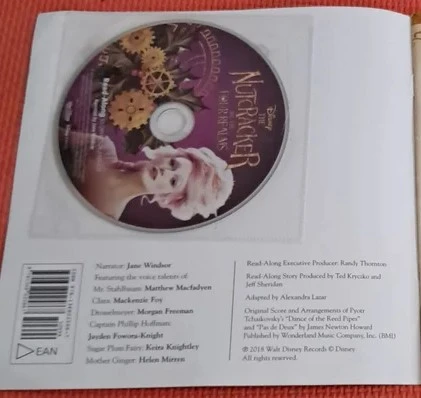 Disney
THE
NUTCRACKER
AND THE
FOUR REALMS
Read-Along
Narrator: Jane Windsor
Featuring the voice talents of
Mr. Stahlbaum: Matthew Macfadyen
Clara: Mackenzie Foy
Drosselmeyer: Morgan Freeman
Captain Phillip Hoffman:
Jayden Fowora-Knight
Sugar Plum Fairy: Keira Knightley
Mother Ginger: Helen Mirren
EAN
Read-Along Executive Producer: Randy Thornton
Read-Along Story Produced by Ted Kryczko and
Jeff Sheridan
Adapted by Alexandra Lazar
Original Score and Arrangements of Pyotr
Tchaikovsky's "Dance of the Reed Pipes"
and "Pas de Deux" by James Newton Howard
Published by Wonderland Music Company, Inc. (BMI)
℗ 2018 Walt Disney Records © Disney
All rights reserved.